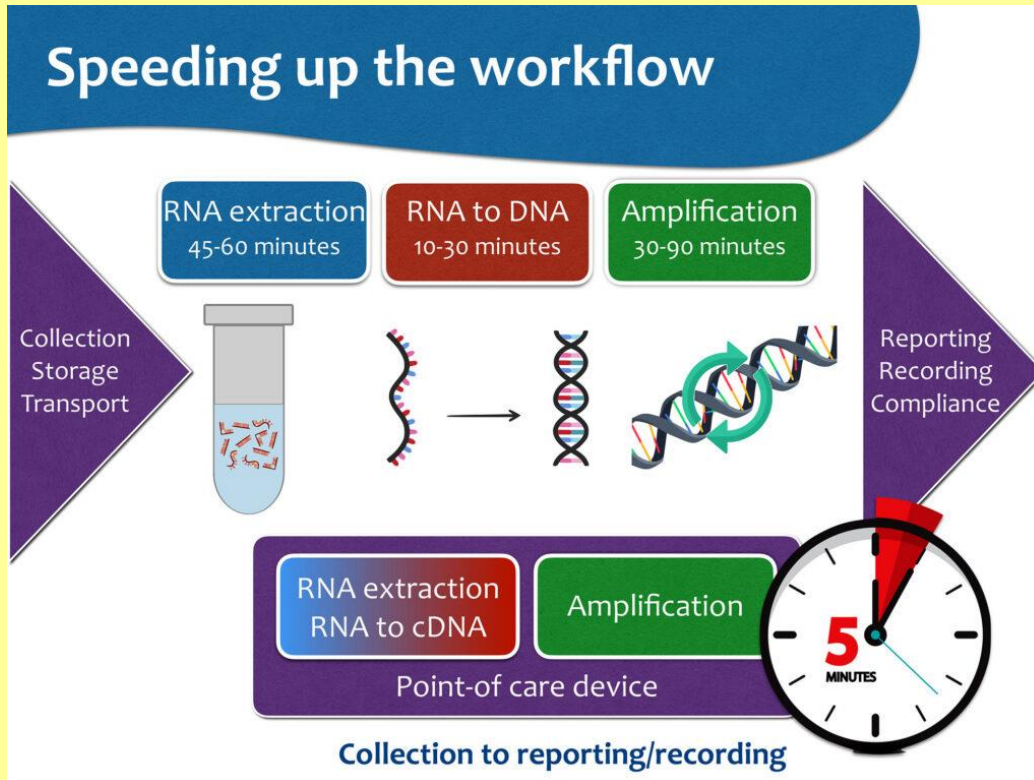 Speeding up the workflow
RNA extraction
45-60 minutes
RNA to DNA
10-30 minutes
Amplification
30-90 minutes
Collection
Storage
Transport
Reporting
Recording
Compliance
RNA extraction
RNA to cDNA
Amplification
Point-of care device
5
MINUTES
Collection to reporting/recording